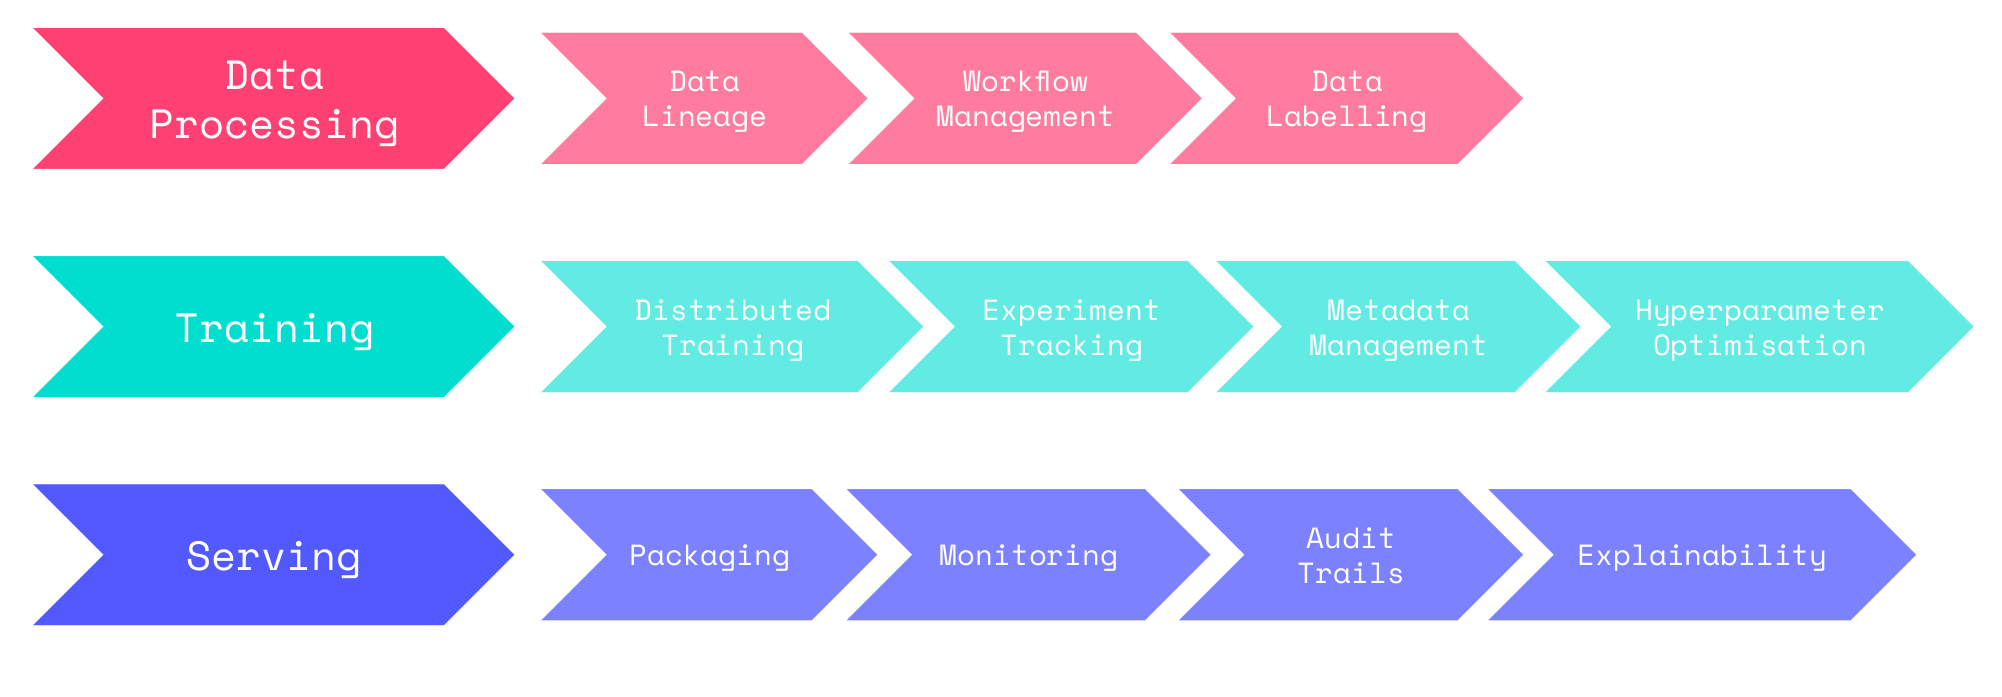 Data
Processing
Data
Lineage
Workflow
Management
Data
Labelling
Training
Distributed
Training
Experiment
Tracking
Metadata
Management
Hyperparameter
Optimisation
Serving
Packaging
Monitoring
Audit
Trails
Explainability